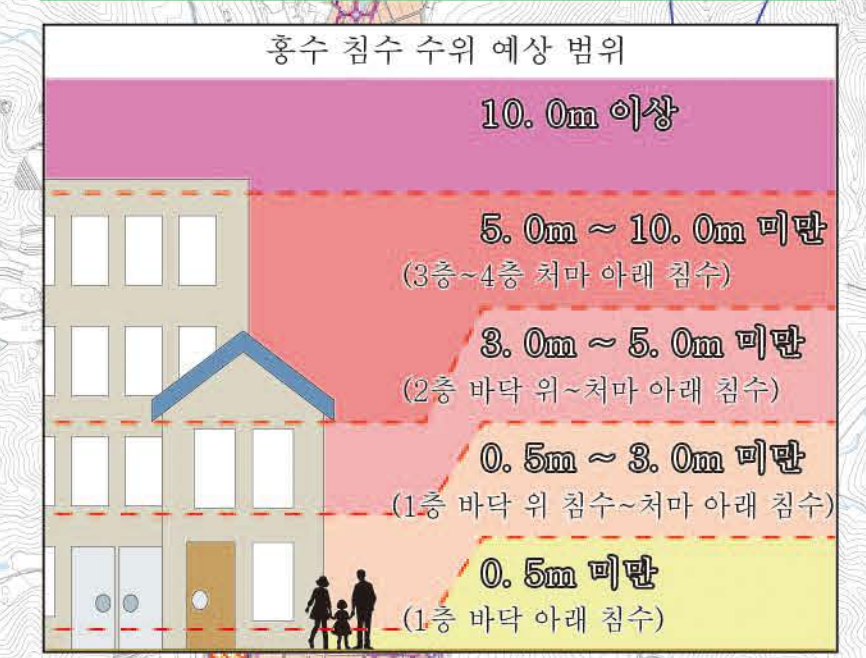 홍수 침수 수위 예상 범위
10. 0m 이상
5. 0m ~ 10. 0m 미만
(3층~4층 처마 아래 침수)
3. 0m ~ 5. 0m 미만
(2층 바닥 위~처마 아래 침수)
0. 5m ~ 3. 0m 미만
(1층 바닥 위 침수~처마 아래 침수)
0. 5m 미만
(1층 바닥 아래 침수)